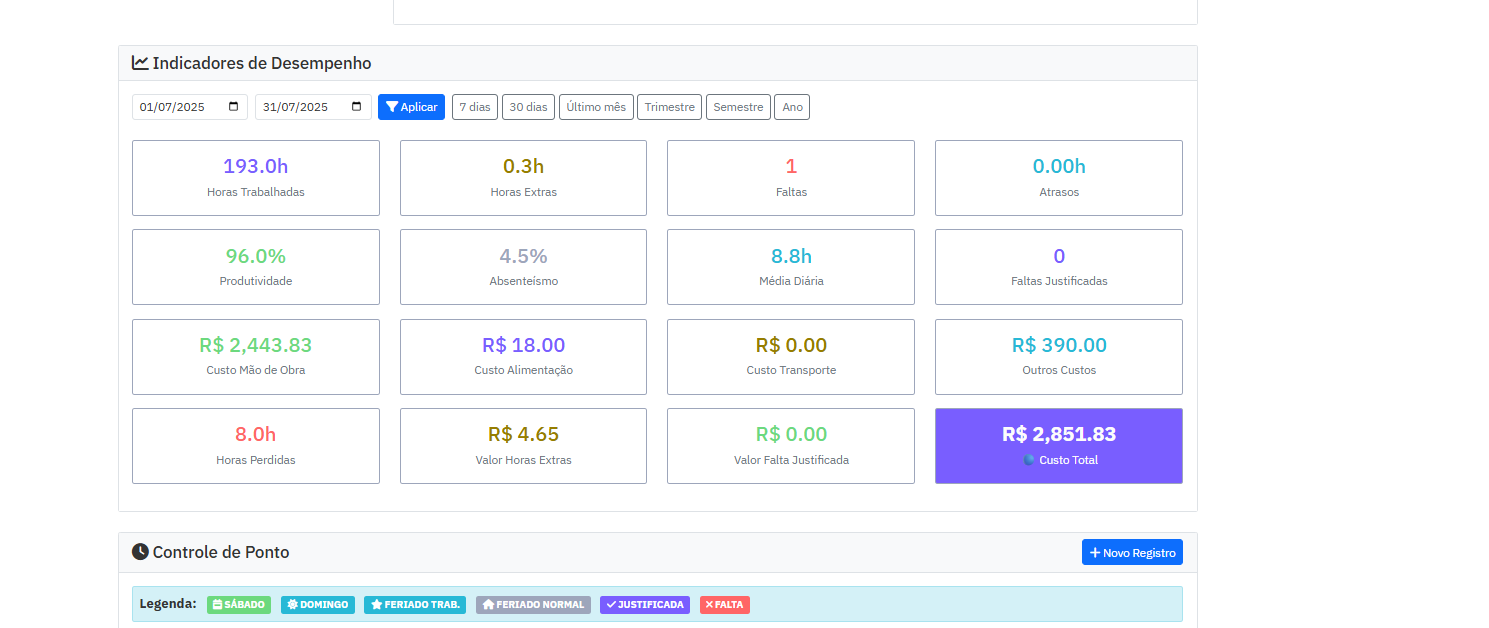 Indicadores de Desempenho
01/07/2025 31/07/2025 Aplicar 7 dias 30 dias Último mês Trimestre Semestre Ano
193.0h 0.3h 1 0.00h
Horas Trabalhadas Horas Extras Faltas Atrasos
96.0% 4.5% 8.8h 0
Produtividade Absenteísmo Média Diária Faltas Justificadas
R$ 2,443.83 R$ 18.00 R$ 0.00 R$ 390.00
Custo Mão de Obra Custo Alimentação Custo Transporte Outros Custos
8.0h R$ 4.65 R$ 0.00 R$ 2,851.83
Horas Perdidas Valor Horas Extras Valor Falta Justificada Custo Total
Controle de Ponto Novo Registro
Legenda: SÁBADO DOMINGO FERIADO TRAB. FERIADO NORMAL JUSTIFICADA FALTA